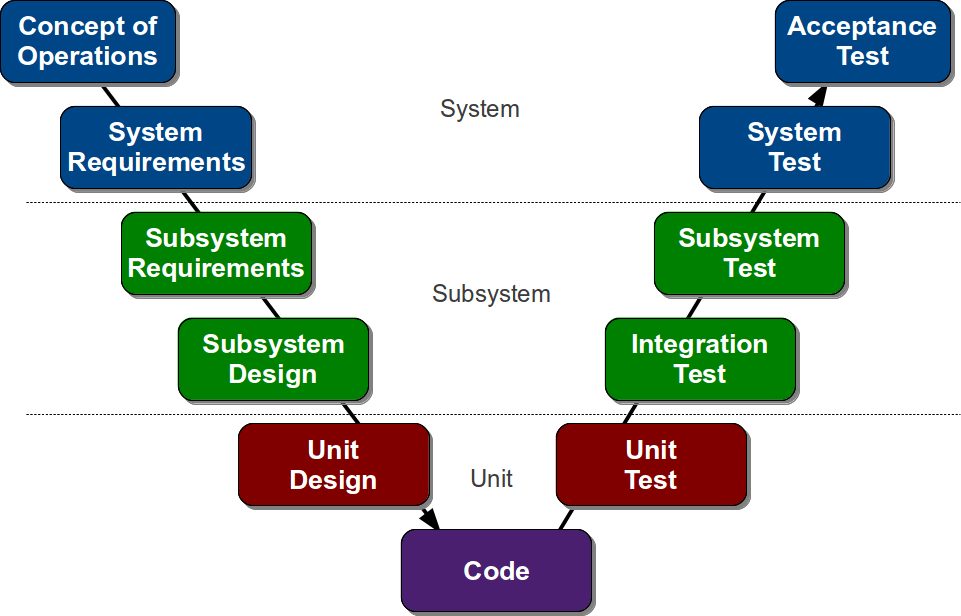 Concept of
Operations
Acceptance
Test
System
System
Requirements
System
Test
Subsystem
Requirements
Subsystem
Test
Subsystem
Subsystem
Design
Integration
Test
Unit
Design
Unit
Unit
Test
Code